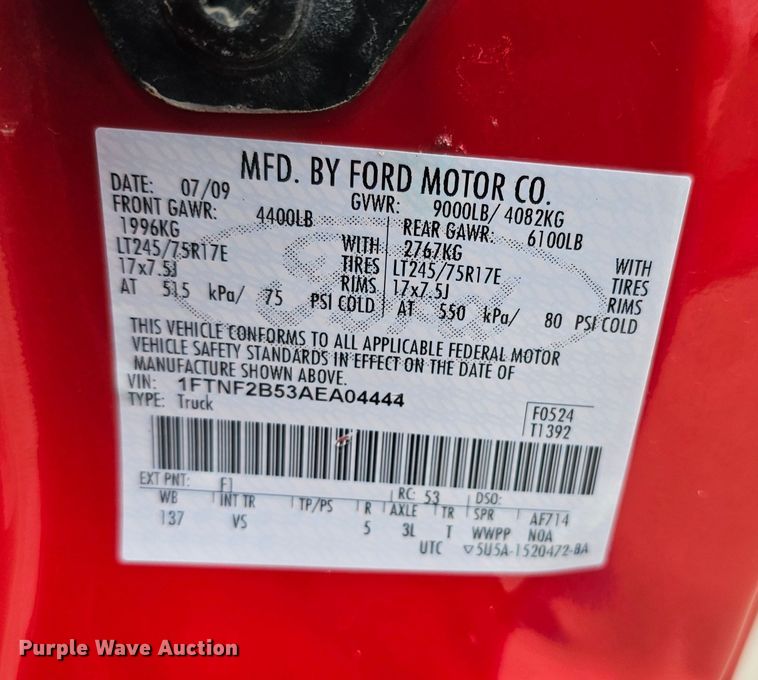 MFD. BY FORD MOTOR CO.
DATE: 07/09 GVWR: 9000LB/ 4082KG
FRONT GAWR: 4400LB REAR GAWR: 6100LB
1996KG WITH 2767KG WITH
LT245/75R17E TIRES LT245/75R17E TIRES
17x7.5J RIMS 17x7.5J RIMS
AT 515 kPa/ 75 PSI COLD AT 550 kPa/ 80 PSI COLD
THIS VEHICLE CONFORMS TO ALL APPLICABLE FEDERAL MOTOR
VEHICLE SAFETY STANDARDS IN EFFECT ON THE DATE OF
MANUFACTURE SHOWN ABOVE.
VIN: 1FTNF2B53AEA04444
TYPE: Truck
F0524
T1392
EXT PNT: F1 RC: 53 DSO:
WB INT TR TP/PS R AXLE TR SPR AF714
137 VS 5 3L T WWPP N0A
UTC ▽5U5A-1520472-BA
Ford
Purple Wave Auction